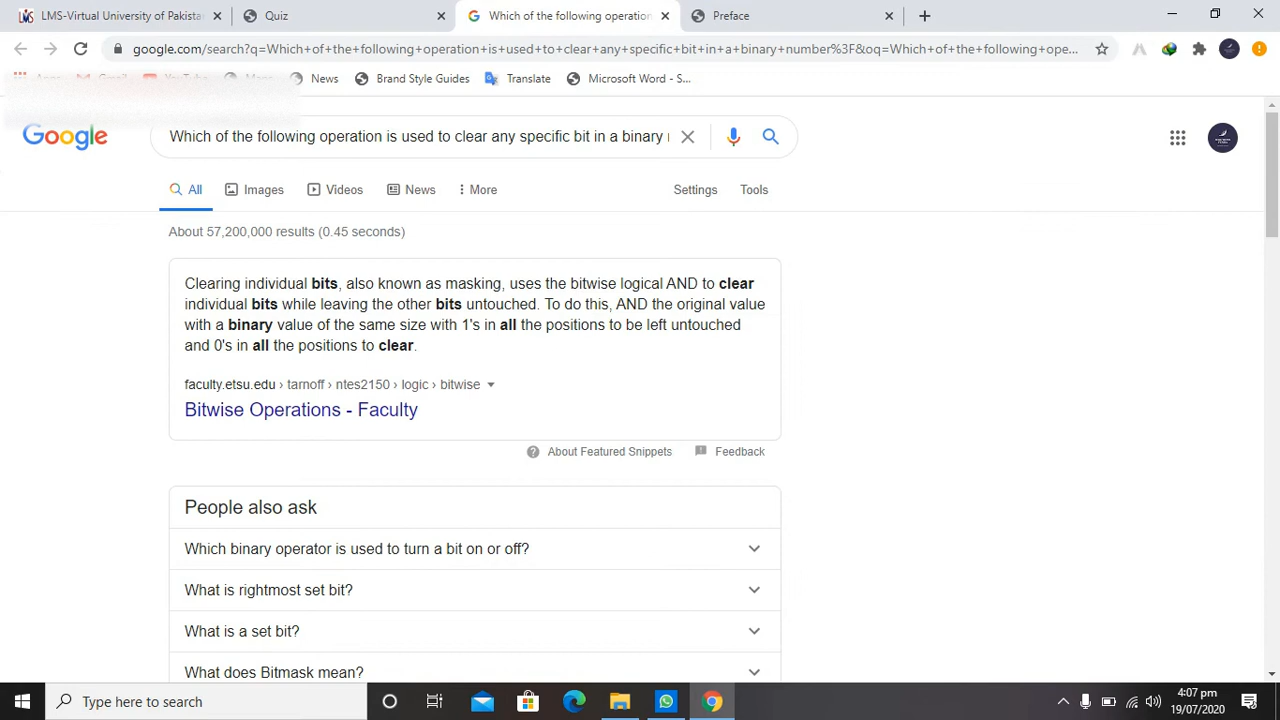 LMS-Virtual University of Pakistan
Quiz
Which of the following operation
Preface
google.com/search?q=Which+of+the+following+operation+is+used+to+clear+any+specific+bit+in+a+binary+number%3F&oq=Which+of+the+following+ope...
Apps Gmail YouTube Maps News Brand Style Guides Translate Microsoft Word - S...
Google
Which of the following operation is used to clear any specific bit in a binary
All Images Videos News More Settings Tools
About 57,200,000 results (0.45 seconds)
Clearing individual bits, also known as masking, uses the bitwise logical AND to clear
individual bits while leaving the other bits untouched. To do this, AND the original value
with a binary value of the same size with 1's in all the positions to be left untouched
and 0's in all the positions to clear.
faculty.etsu.edu › tarnoff › ntes2150 › logic › bitwise
Bitwise Operations - Faculty
About Featured Snippets Feedback
People also ask
Which binary operator is used to turn a bit on or off?
What is rightmost set bit?
What is a set bit?
What does Bitmask mean?
Type here to search
4:07 pm
19/07/2020